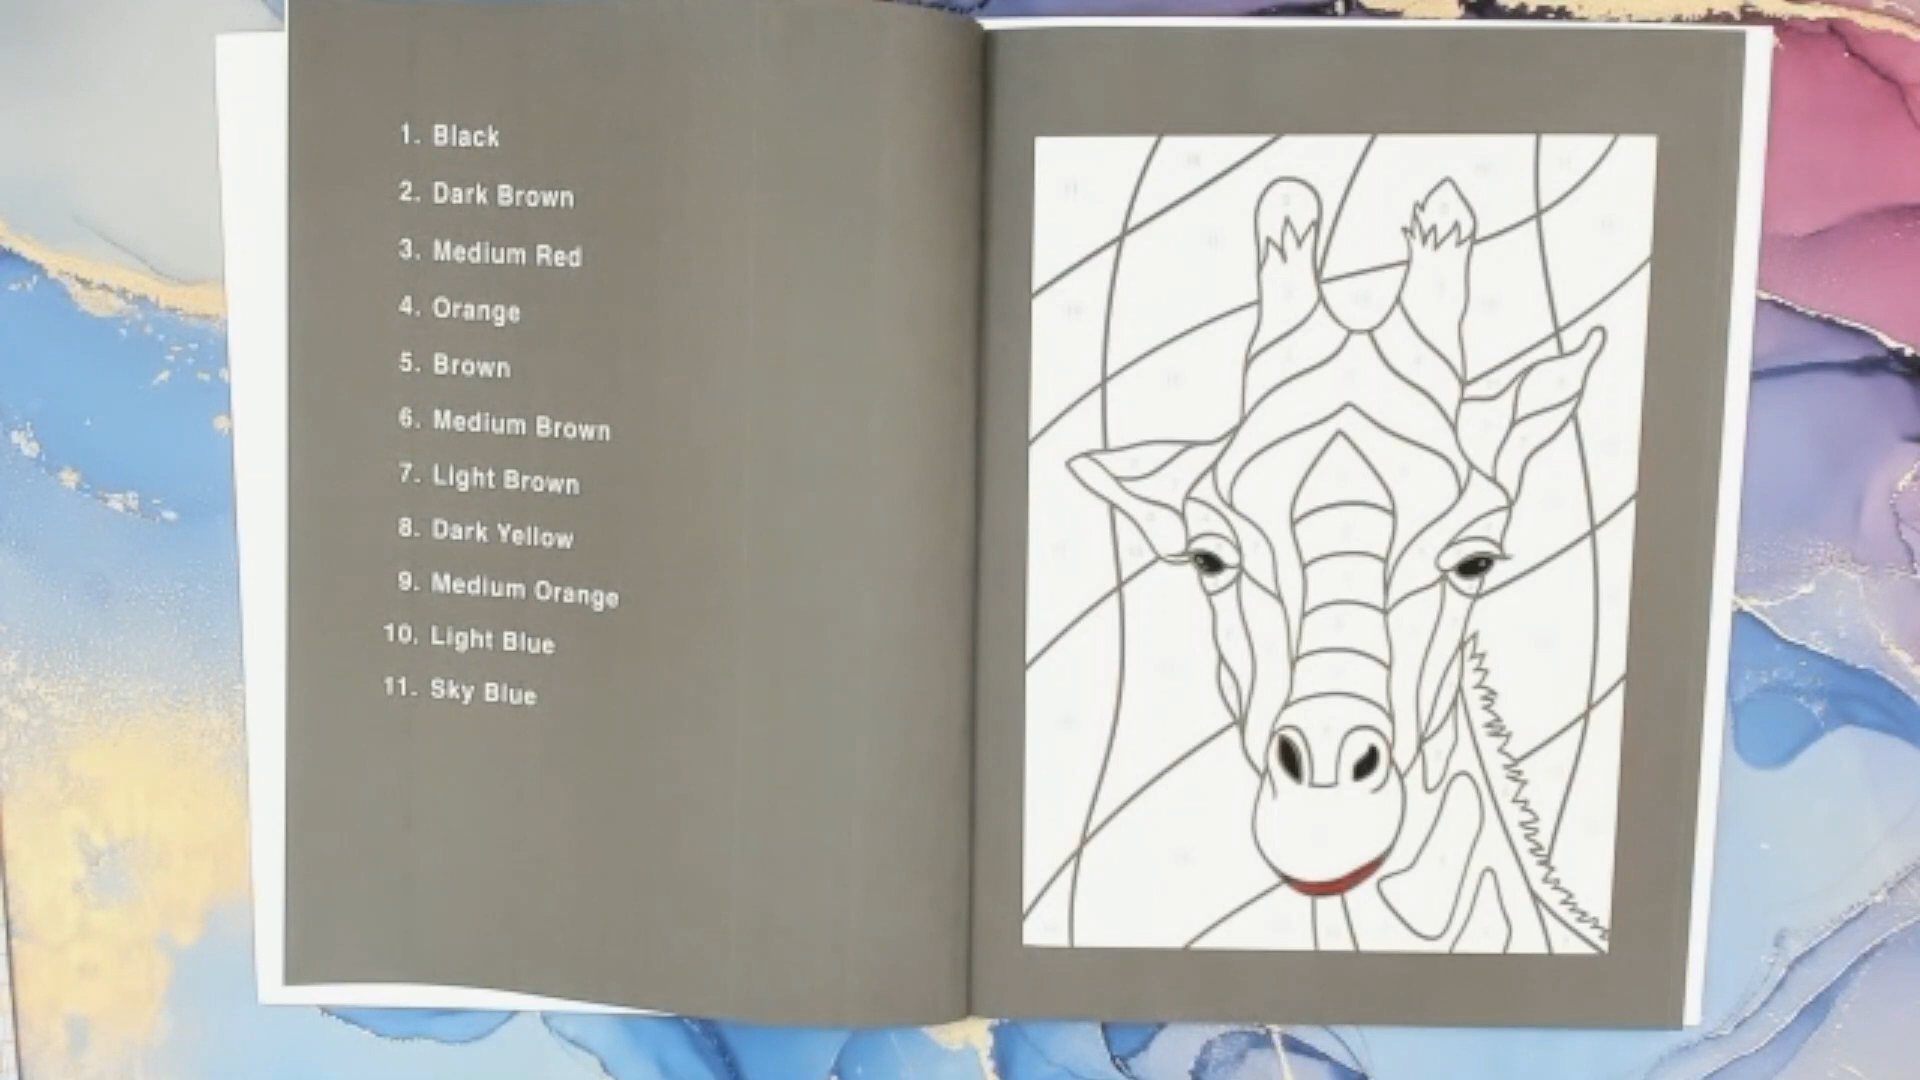 1. Black
2. Dark Brown
3. Medium Red
4. Orange
5. Brown
6. Medium Brown
7. Light Brown
8. Dark Yellow
9. Medium Orange
10. Light Blue
11. Sky Blue